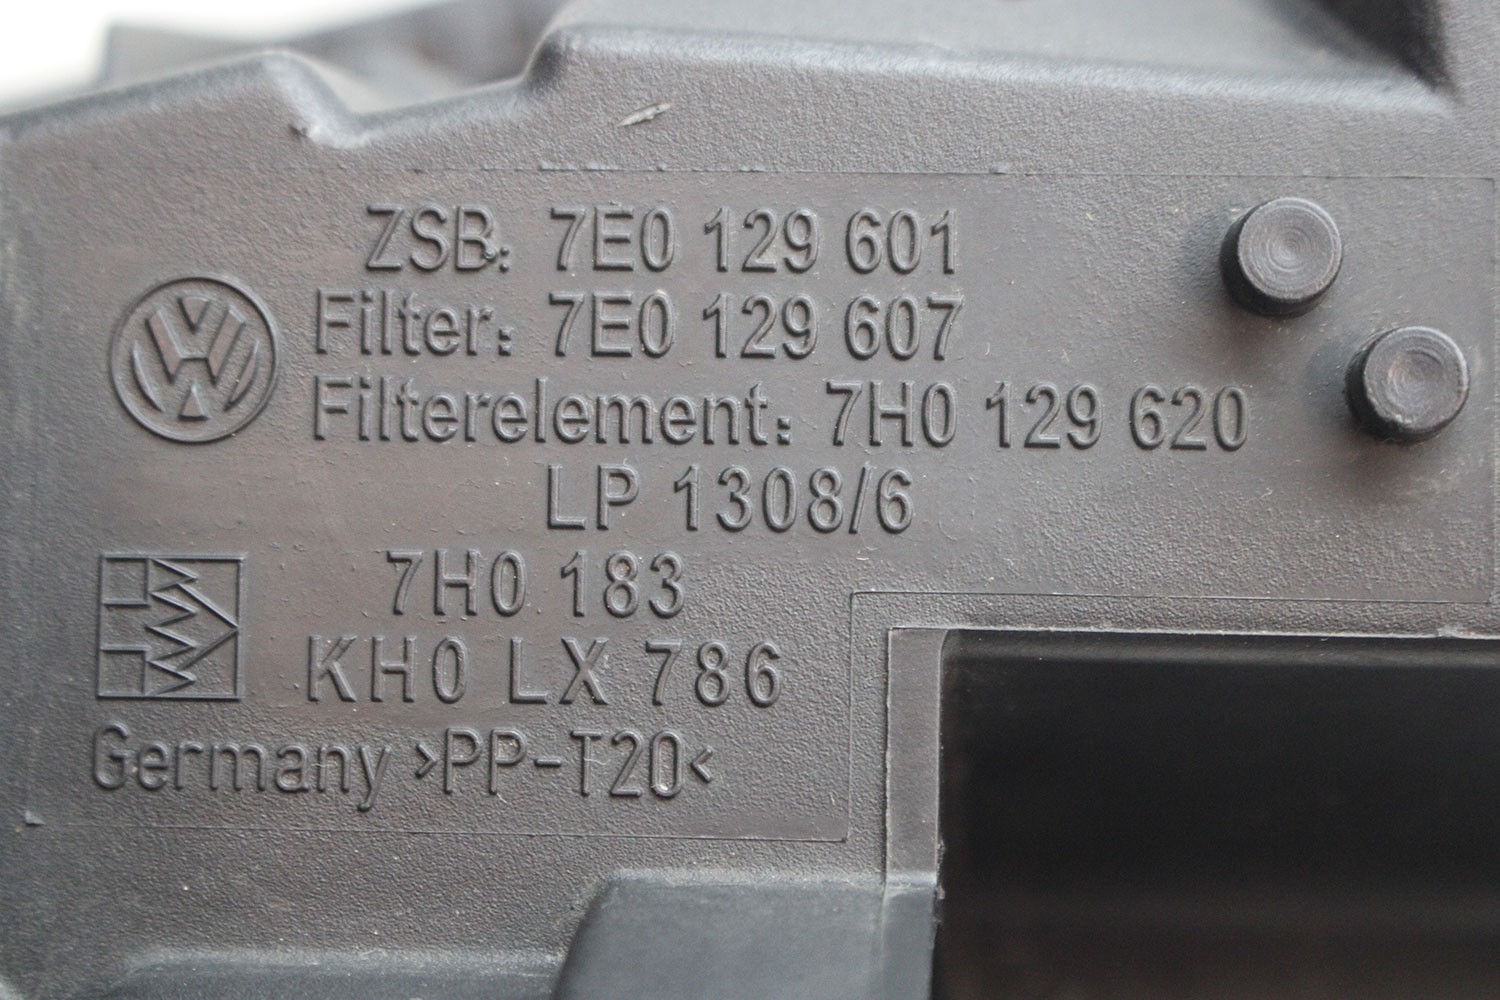 ZSB: 7E0 129 601
Filter: 7E0 129 607
Filterelement: 7H0 129 620
LP 1308/6
7H0 183
KH0 LX 786
Germany >PP-T20<